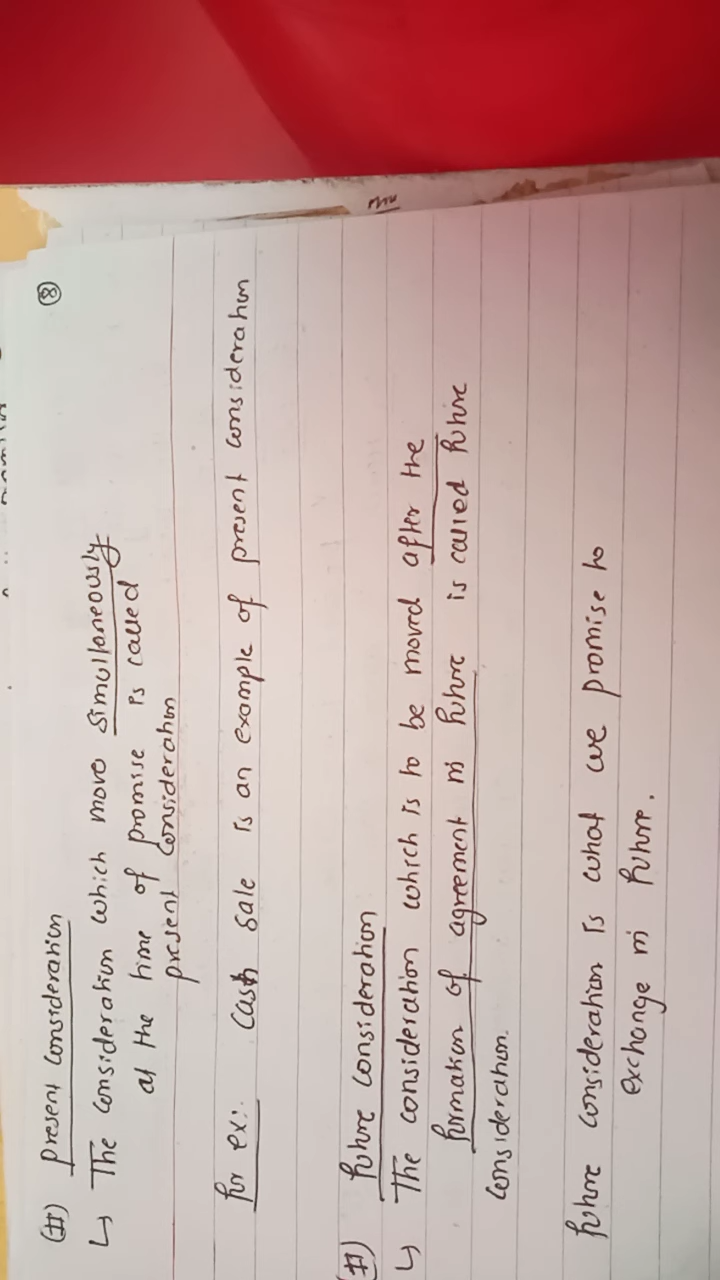 ⑧
(#) present consideration
↳ The consideration which move simultaneously
at the time of promise is called
present consideration
for ex:. Cash sale is an example of present consideration
(#) future consideration
↳ The consideration which is to be moved after the
formation of agreement in future is called future
consideration.
future consideration is what we promise to
exchange in future.